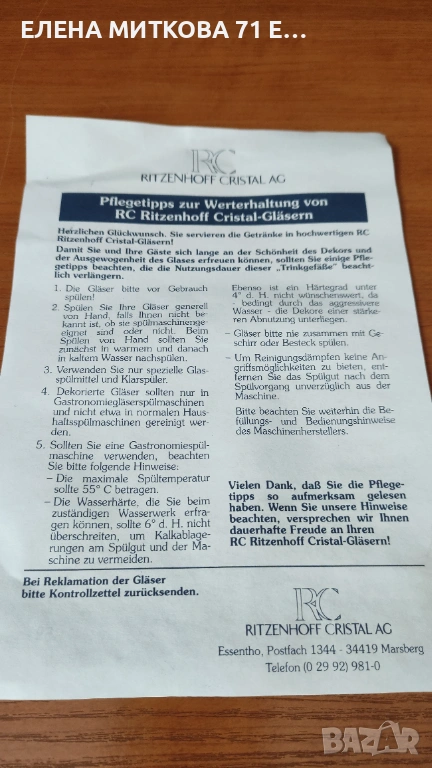 ЕЛЕНА МИТКОВА 71 Е...
RC
RITZENHOFF CRISTAL AG
Pflegetipps zur Werterhaltung von
RC Ritzenhoff Cristal-Gläsern
Herzlichen Glückwunsch. Sie servieren die Getränke in hochwertigen RC
Ritzenhoff Cristal-Gläsern!
Damit Sie und Ihre Gäste sich lange an der Schönheit des Dekors und
der Ausgewogenheit des Glases erfreuen können, sollten Sie einige Pfle-
getipps beachten, die die Nutzungsdauer dieser „Trinkgefäße" beacht-
lich verlängern.
1. Die Gläser bitte vor Gebrauch
spülen!
2. Spülen Sie Ihre Gläser generell
von Hand, falls Ihnen nicht be-
kannt ist, ob sie spülmaschinenge-
eignet sind oder nicht. Beim
Spülen von Hand sollten Sie
zunächst in warmem und danach
in kaltem Wasser nachspülen.
3. Verwenden Sie nur spezielle Glas-
spülmittel und Klarspüler.
4. Dekorierte Gläser sollten nur in
Gastronomiegläserspülmaschinen
und nicht etwa in normalen Haus-
haltsspülmaschinen gereinigt wer-
den.
5. Sollten Sie eine Gastronomiespül-
maschine verwenden, beachten
Sie bitte folgende Hinweise:
– Die maximale Spültemperatur
sollte 55° C betragen.
– Die Wasserhärte, die Sie beim
zuständigen Wasserwerk erfra-
gen können, sollte 6° d. H. nicht
überschreiten, um Kalkablage-
rungen am Spülgut und der Ma-
schine zu vermeiden.
Ebenso ist ein Härtegrad unter
4° d. H. nicht wünschenswert, da
- bedingt durch das aggressivere
Wasser - die Dekore einer stärke-
ren Abnutzung unterliegen.
– Gläser bitte nie zusammen mit Ge-
schirr oder Besteck spülen.
– Um Reinigungsdämpfen keine An-
griffsmöglichkeiten zu bieten, ent-
fernen Sie das Spülgut nach dem
Spülvorgang unverzüglich aus der
Maschine.
Bitte beachten Sie weiterhin die Be-
füllungs- und Bedienungshinweise
des Maschinenherstellers.
Vielen Dank, daß Sie die Pflege-
tipps so aufmerksam gelesen
haben. Wenn Sie unsere Hinweise
beachten, versprechen wir Ihnen
dauerhafte Freude an Ihren
RC Ritzenhoff Cristal-Gläsern!
Bei Reklamation der Gläser
bitte Kontrollzettel zurücksenden.
RC
RITZENHOFF CRISTAL AG
Essentho, Postfach 1344 - 34419 Marsberg
Telefon (0 29 92) 981-0
BAZAR